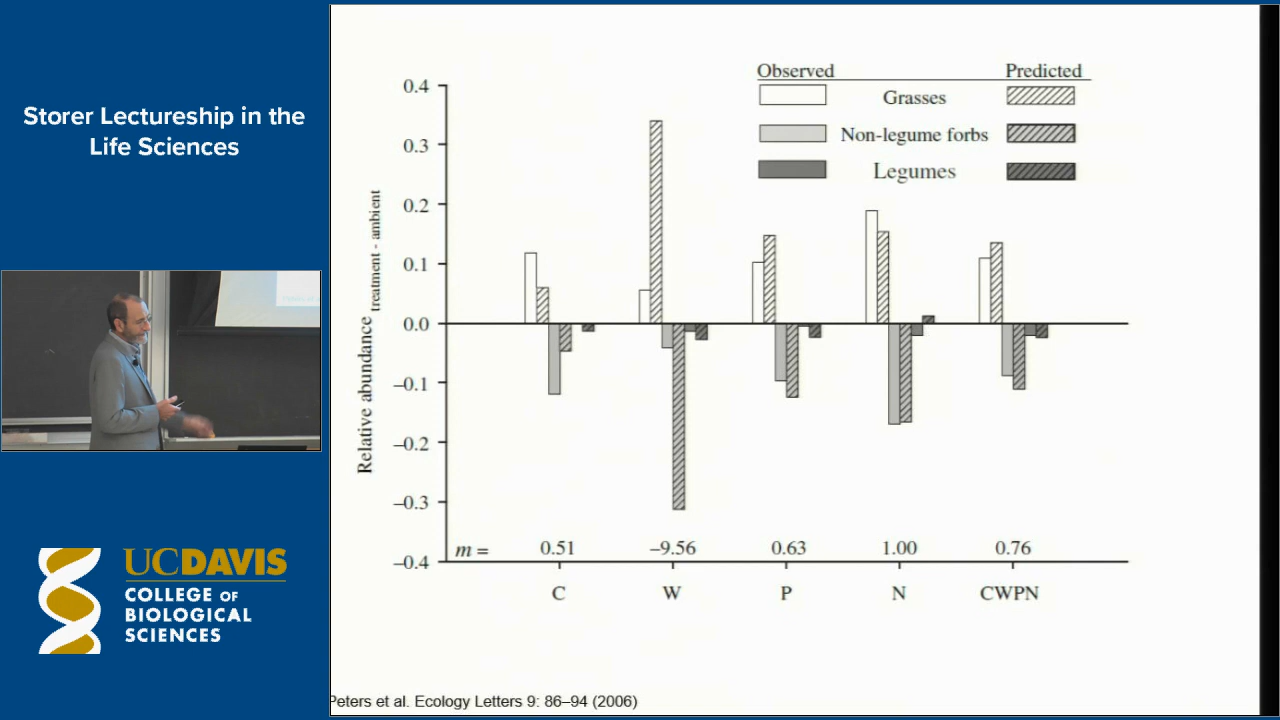 Storer Lectureship in the
Life Sciences
UCDAVIS
COLLEGE OF
BIOLOGICAL
SCIENCES
Observed Predicted
Grasses
Non-legume forbs
Legumes
Relative abundance treatment - ambient
0.4
0.3
0.2
0.1
0.0
–0.1
–0.2
–0.3
–0.4
m = 0.51 –9.56 0.63 1.00 0.76
C W P N CWPN
Peters et al. Ecology Letters 9: 86–94 (2006)